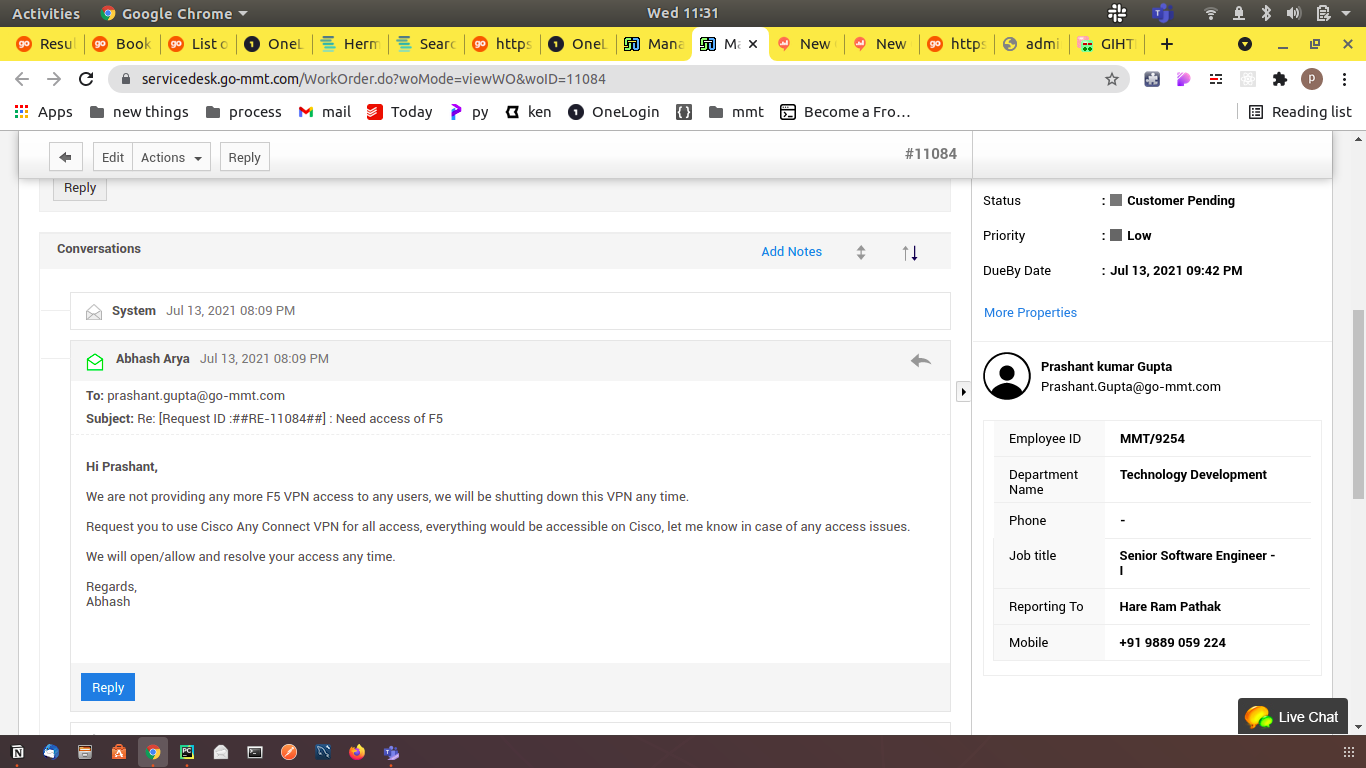 Activities
Google Chrome
Wed 11:31
Resu
Book
List o
OneL
Herm
Searc
https
OneL
Mana
Ma
New
New
https
admi
GIHT
servicedesk.go-mmt.com/WorkOrder.do?woMode=viewWO&woID=11084
P
Apps
new things
process
mail
Today
py
ken
OneLogin
mmt
Become a Fro...
Reading list
Edit
Actions
Reply
#11084
Reply
Status : Customer Pending
Priority : Low
DueBy Date : Jul 13, 2021 09:42 PM
More Properties
Conversations
Add Notes
System Jul 13, 2021 08:09 PM
Abhash Arya Jul 13, 2021 08:09 PM
To: prashant.gupta@go-mmt.com
Subject: Re: [Request ID :##RE-11084##] : Need access of F5
Hi Prashant,
We are not providing any more F5 VPN access to any users, we will be shutting down this VPN any time.
Request you to use Cisco Any Connect VPN for all access, everything would be accessible on Cisco, let me know in case of any access issues.
We will open/allow and resolve your access any time.
Regards,
Abhash
Reply
Prashant kumar Gupta
Prashant.Gupta@go-mmt.com
Employee ID MMT/9254
Department Technology Development
Name
Phone -
Job title Senior Software Engineer -
I
Reporting To Hare Ram Pathak
Mobile +91 9889 059 224
Live Chat